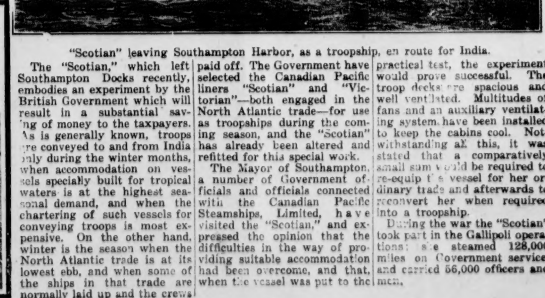 "Scotian" leaving Southampton Harbor, as a troopship, en route for India.
The "Scotian," which left
Southampton Docks recently,
embodies an experiment by the
British Government which will
result in a substantial sav-
ing of money to the taxpayers.
As is generally known, troops
are conveyed to and from India
only during the winter months,
when accommodation on ves-
sels specially built for tropical
waters is at the highest sea-
sonal demand, and when the
chartering of such vessels for
conveying troops is most ex-
pensive. On the other hand,
winter is the season when the
North Atlantic trade is at its
lowest ebb, and when some of
the ships in that trade are
normally laid up and the crews
paid off. The Government have
selected the Canadian Pacific
liners "Scotian" and "Vic-
torian"—both engaged in the
North Atlantic trade—for use
as troopships during the com-
ing season, and the "Scotian"
has already been altered and
refitted for this special work.
The Mayor of Southampton,
a number of Government of-
ficials and officials connected
with the Canadian Pacific
Steamships, Limited, have
visited the "Scotian," and ex-
pressed the opinion that the
difficulties in the way of pro-
viding suitable accommodation
had been overcome, and that,
when the vessel was put to the
practical test, the experiment
would prove successful. The
troop decks are spacious and
well ventilated. Multitudes of
fans and an auxiliary ventilat
ing system have been installed
to keep the cabins cool. Not
withstanding all this, it was
stated that a comparatively
small sum would be required to
re-equip vessel for her or
dinary trade and afterwards to
reconvert her when required
into a troopship.
During the war the "Scotian"
took part in the Gallipoli opera
tions: she steamed 128,000
miles on Government service
and carried 56,000 officers and
men.